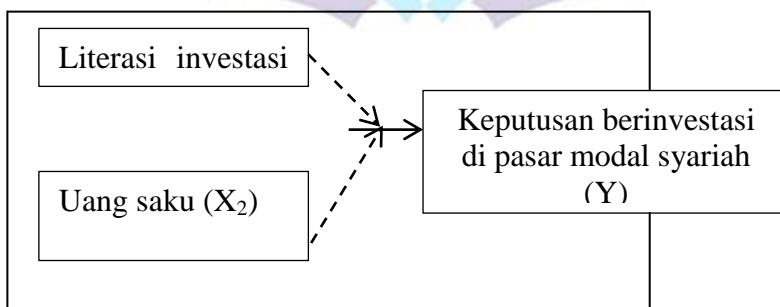 Literasi investasi
Uang saku (X₂)
Keputusan berinvestasi
di pasar modal syariah
(Y)